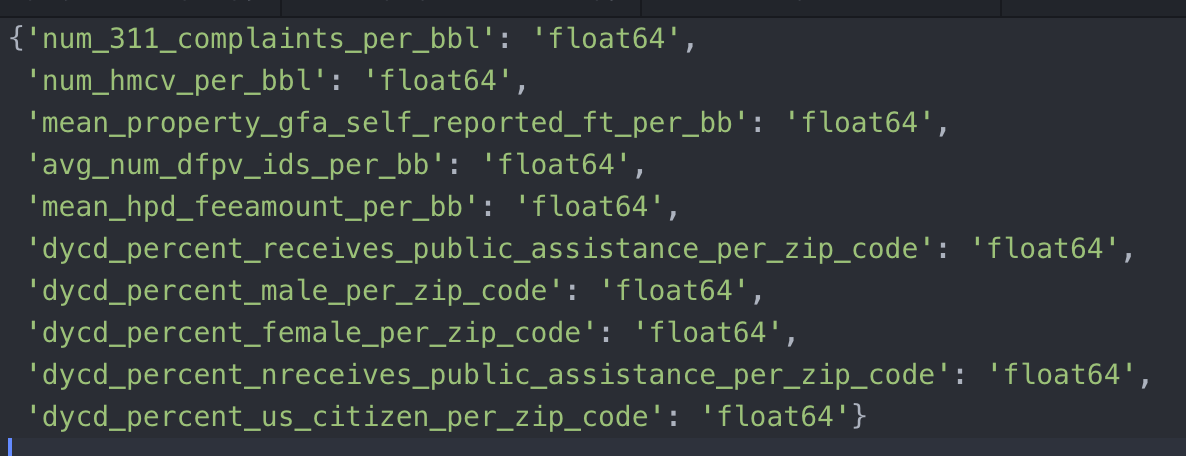 {'num_311_complaints_per_bbl': 'float64',
'num_hmcv_per_bbl': 'float64',
'mean_property_gfa_self_reported_ft_per_bb': 'float64',
'avg_num_dfpv_ids_per_bb': 'float64',
'mean_hpd_feeamount_per_bb': 'float64',
'dycd_percent_receives_public_assistance_per_zip_code': 'float64',
'dycd_percent_male_per_zip_code': 'float64',
'dycd_percent_female_per_zip_code': 'float64',
'dycd_percent_nreceives_public_assistance_per_zip_code': 'float64',
'dycd_percent_us_citizen_per_zip_code': 'float64'}